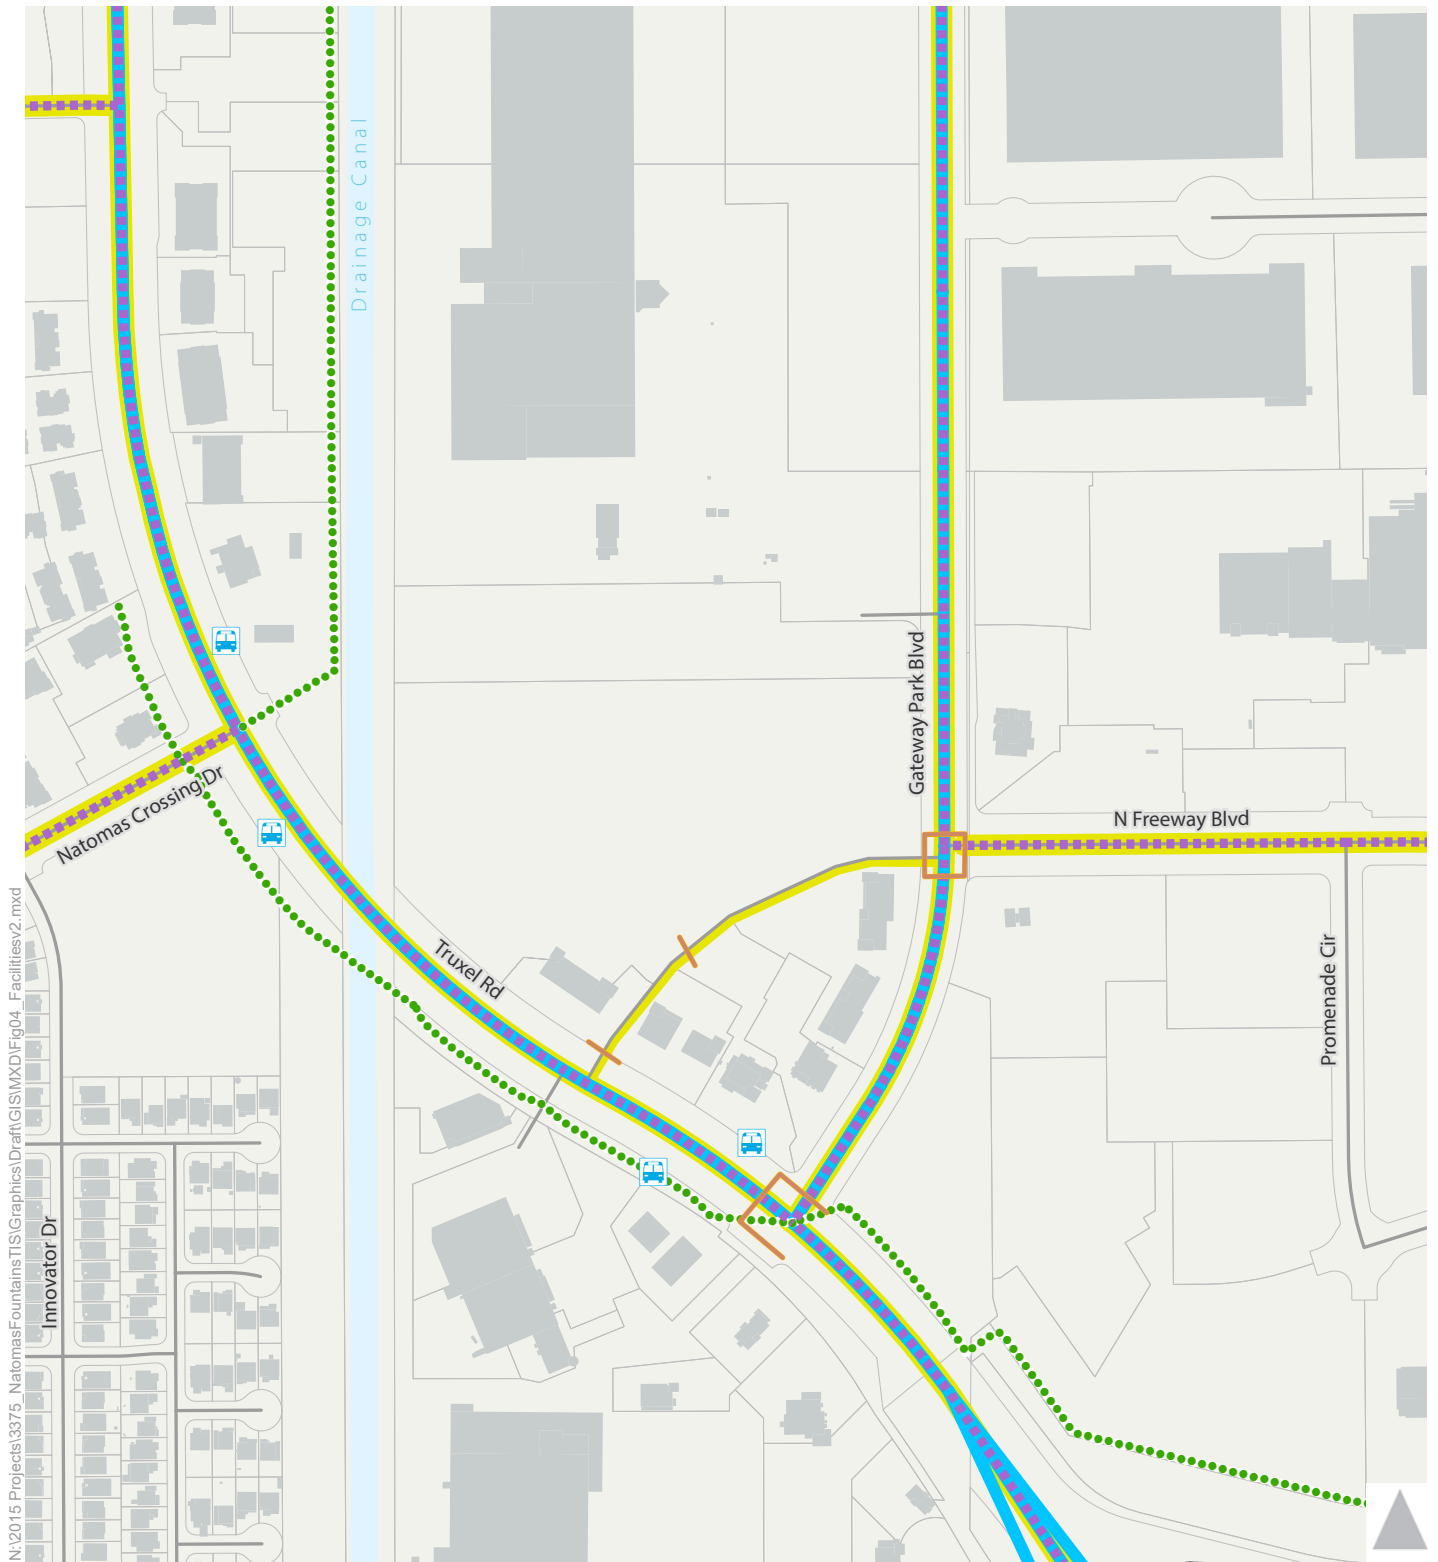 Drainage Canal
Gateway Park Blvd
Natomas Crossing Dr
N Freeway Blvd
Truxel Rd
Promenade Cir
Innovator Dr
N:\2015 Projects\3375_NatomasFountainsTIS\Graphics\Draft\GIS\MXD\Fig04_Facilitiesv2.mxd